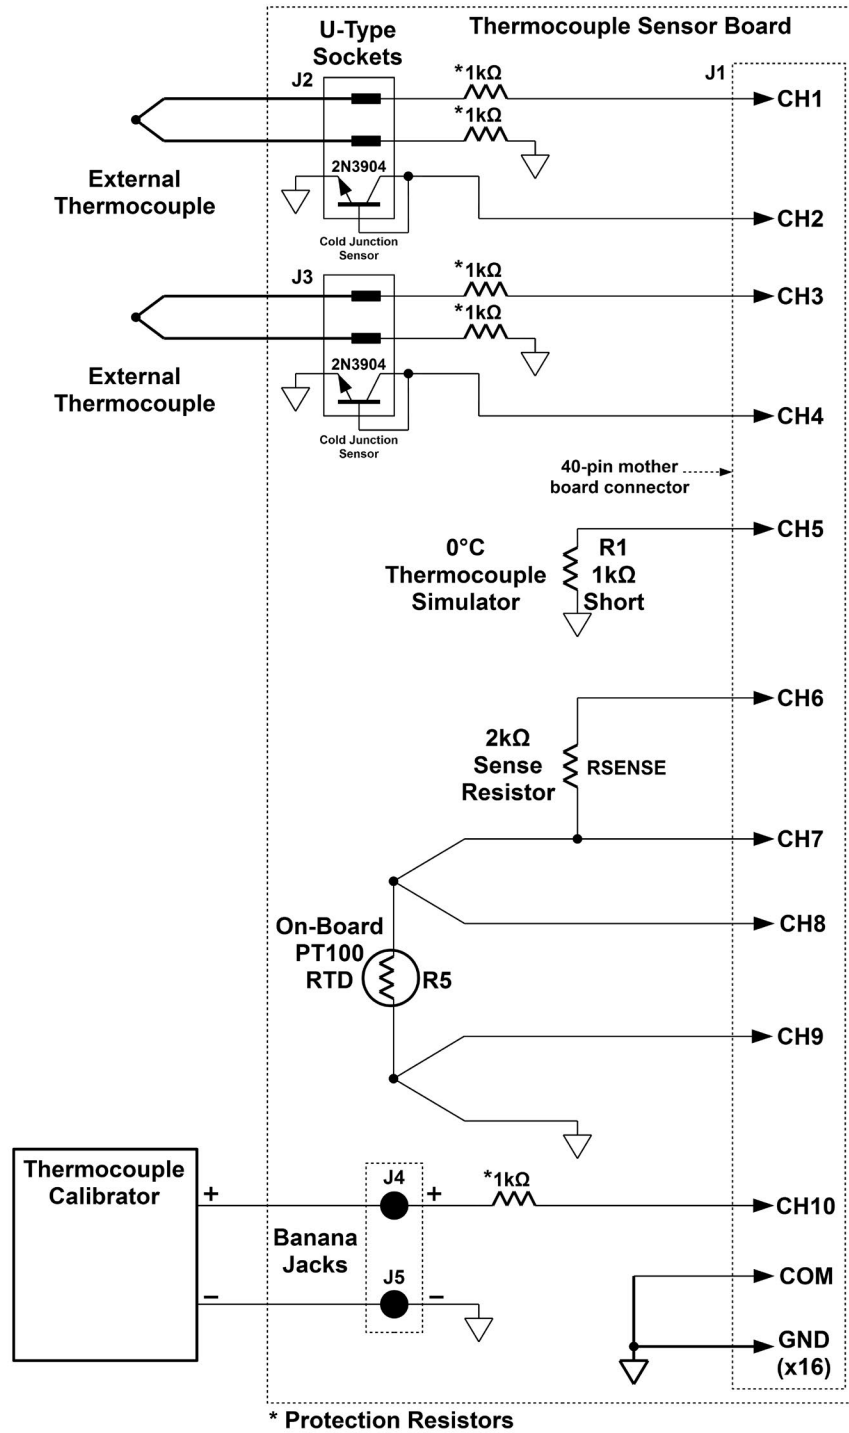 Thermocouple Sensor Board
U-Type
Sockets
J2
J1
*1kΩ
CH1
*1kΩ
2N3904
External
Thermocouple
CH2
Cold Junction
Sensor
J3
*1kΩ
CH3
*1kΩ
2N3904
External
Thermocouple
CH4
Cold Junction
Sensor
40-pin mother
board connector
CH5
0°C
Thermocouple
Simulator
R1
1kΩ
Short
CH6
2kΩ
Sense
Resistor
RSENSE
CH7
CH8
On-Board
PT100
RTD
R5
CH9
Thermocouple
Calibrator
+
J4
+
*1kΩ
CH10
Banana
Jacks
–
J5
–
COM
GND
(x16)
* Protection Resistors